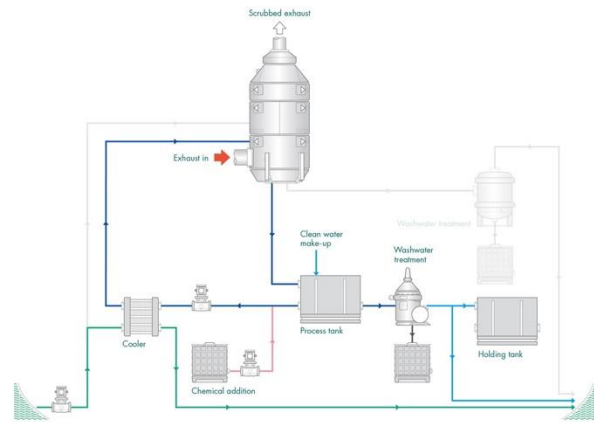 Scrubbed exhaust
Exhaust in
Washwater treatment
Clean water
make-up
Washwater
treatment
Process tank
Cooler
Holding tank
Chemical addition